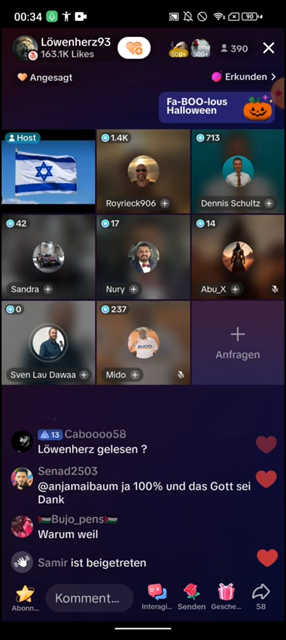 00:34
90
Löwenherz93
163.1K Likes
500+
500+
390
Angesagt
Erkunden >
Fa-BOO-lous
Halloween
Host
1.4K
713
Royrieck906
Dennis Schultz
42
17
14
Sandra
Nury
Abu_X
0
237
Sven Lau Dawaa
Mido
Anfragen
13 Caboooo58
Löwenherz gelesen ?
Senad2503
@anjamaibaum ja 100% und das Gott sei
Dank
🇵🇸Bujo_pens🇵🇸
Warum weil
Samir ist beigetreten
Komment...
Abonn...
Interagi...
Senden
Gesche...
58